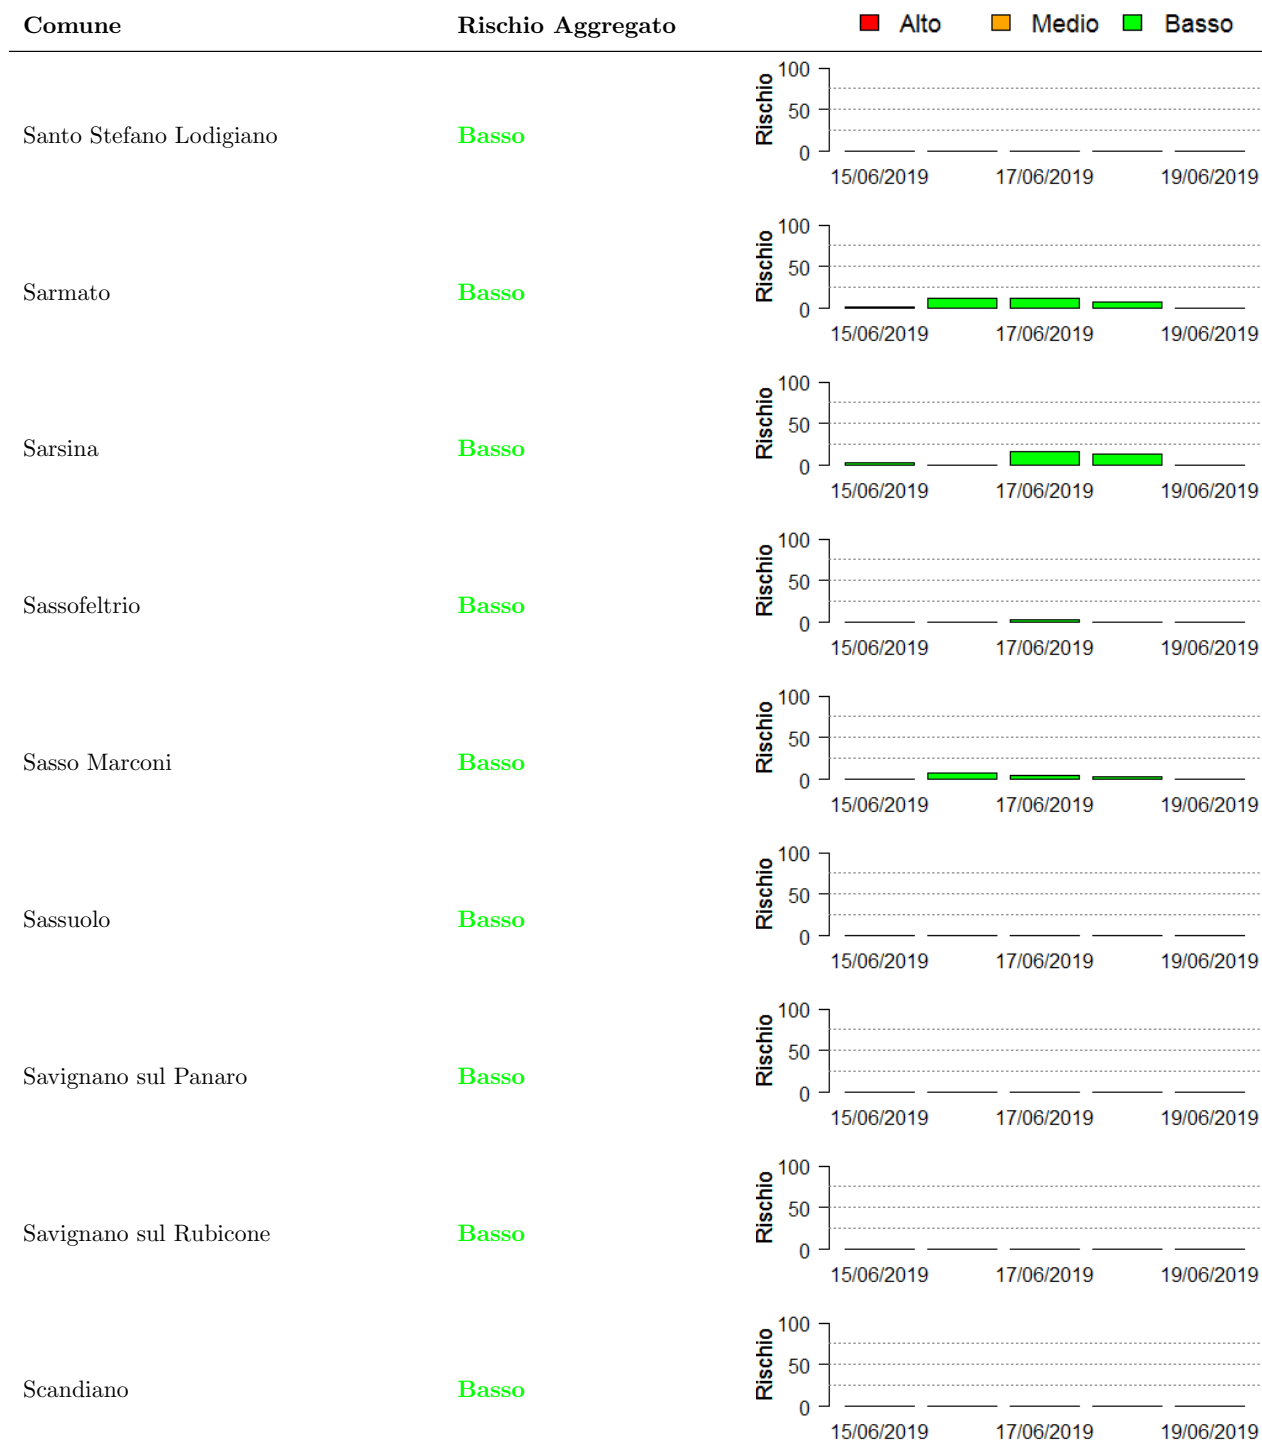 Comune Rischio Aggregato Alto Medio Basso
Santo Stefano Lodigiano Basso
Rischio
100
50
0
15/06/2019 17/06/2019 19/06/2019
Sarmato Basso
Rischio
100
50
0
15/06/2019 17/06/2019 19/06/2019
Sarsina Basso
Rischio
100
50
0
15/06/2019 17/06/2019 19/06/2019
Sassofeltrio Basso
Rischio
100
50
0
15/06/2019 17/06/2019 19/06/2019
Sasso Marconi Basso
Rischio
100
50
0
15/06/2019 17/06/2019 19/06/2019
Sassuolo Basso
Rischio
100
50
0
15/06/2019 17/06/2019 19/06/2019
Savignano sul Panaro Basso
Rischio
100
50
0
15/06/2019 17/06/2019 19/06/2019
Savignano sul Rubicone Basso
Rischio
100
50
0
15/06/2019 17/06/2019 19/06/2019
Scandiano Basso
Rischio
100
50
0
15/06/2019 17/06/2019 19/06/2019